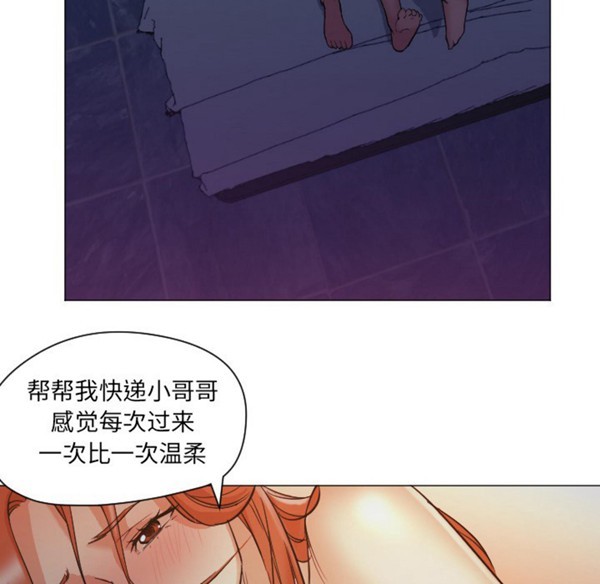 帮帮我快递小哥哥
感觉每次过来
一次比一次温柔